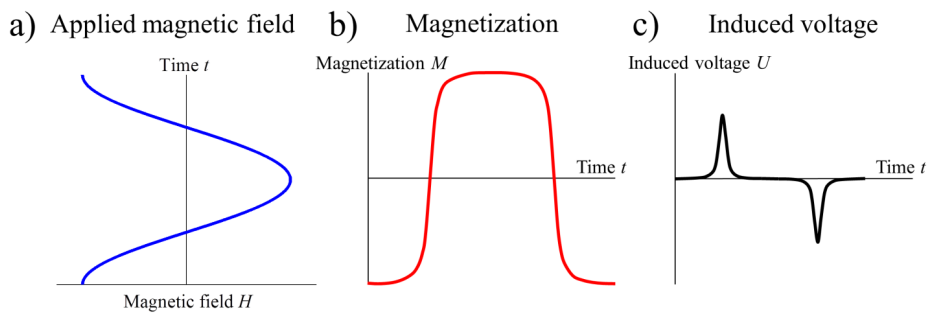 a) Applied magnetic field
Time t
Magnetic field H
b) Magnetization
Magnetization M
Time t
c) Induced voltage
Induced voltage U
Time t